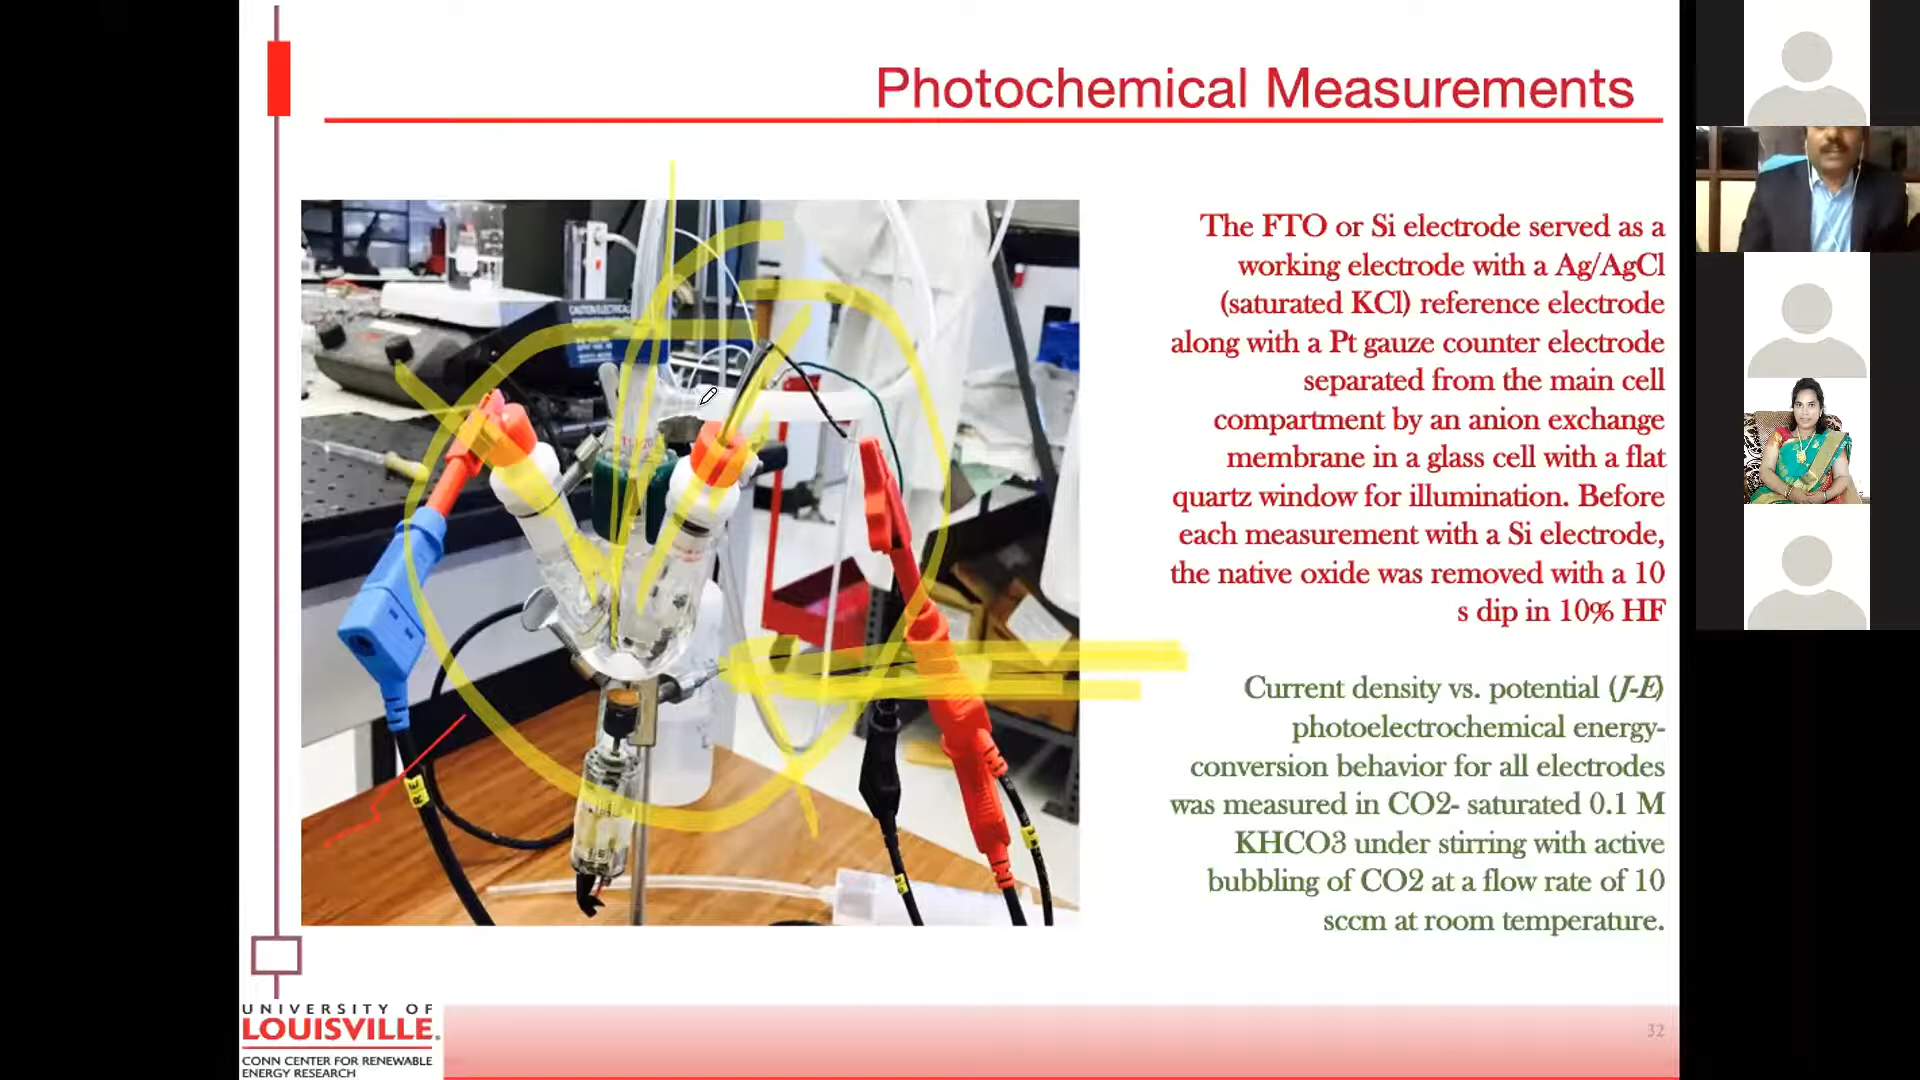 Photochemical Measurements
The FTO or Si electrode served as a
working electrode with a Ag/AgCl
(saturated KCl) reference electrode
along with a Pt gauze counter electrode
separated from the main cell
compartment by an anion exchange
membrane in a glass cell with a flat
quartz window for illumination. Before
each measurement with a Si electrode,
the native oxide was removed with a 10
s dip in 10% HF
Current density vs. potential (J-E)
photoelectrochemical energy-
conversion behavior for all electrodes
was measured in CO2- saturated 0.1 M
KHCO3 under stirring with active
bubbling of CO2 at a flow rate of 10
sccm at room temperature.
RE
UNIVERSITY OF
LOUISVILLE.
CONN CENTER FOR RENEWABLE
ENERGY RESEARCH
32